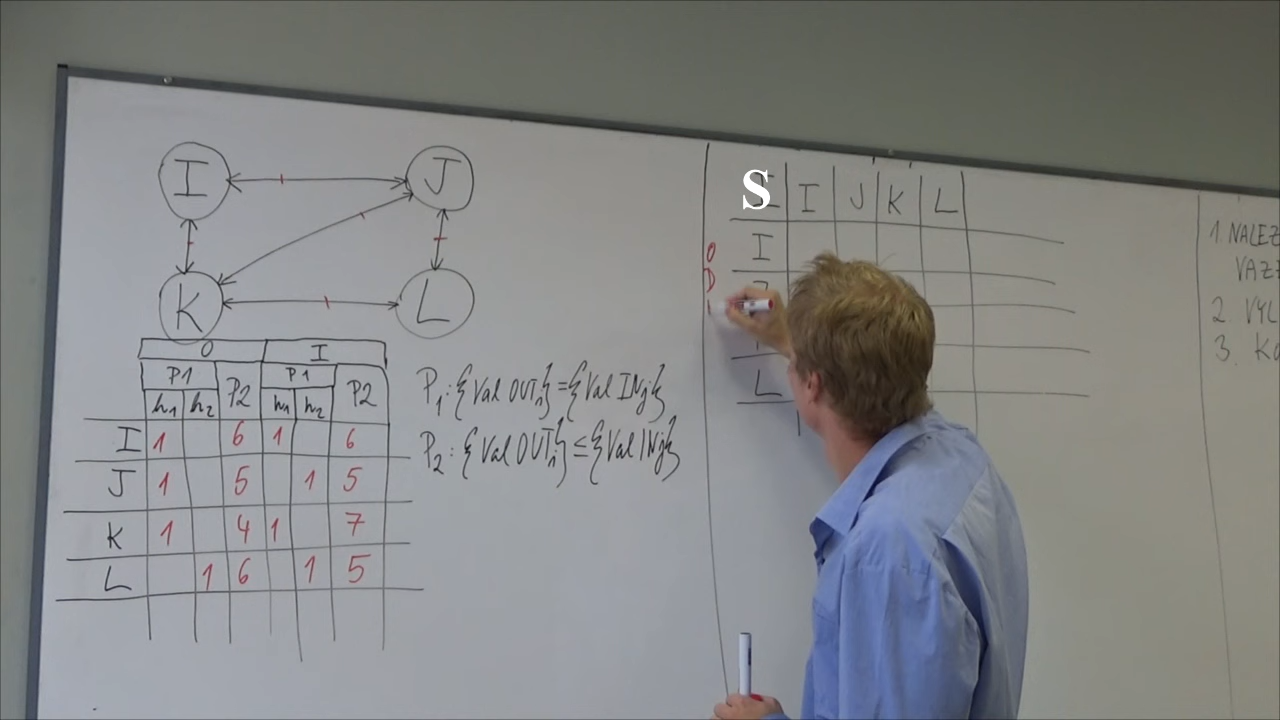 I J
K L
O I
P1 P2 P1 P2
h1 h2 h1 h2
I 1 6 1 6
J 1 5 1 5
K 1 4 1 7
L 1 6 1 5
P1: {Val OUTi} = {Val INj}
P2: {Val OUTi} ≤ {Val INj}
S I J K L
O I
D
L
1. NALEZ
VAZ
2 VYL
3. KO